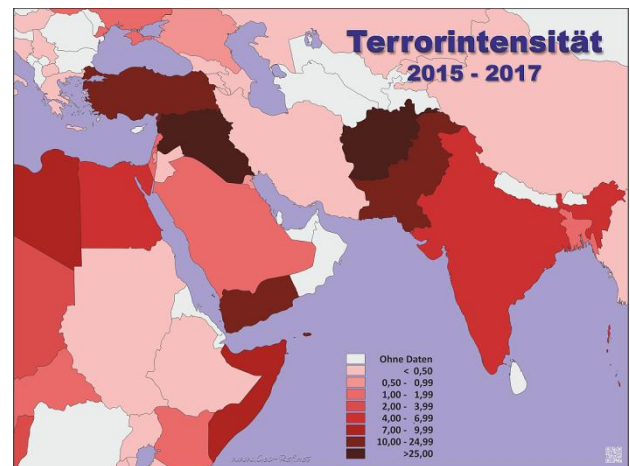 Terrorintensität
2015 - 2017
Ohne Daten
< 0,50
0,50 - 0,99
1,00 - 1,99
2,00 - 3,99
4,00 - 6,99
7,00 - 9,99
10,00 - 24,99
>25,00